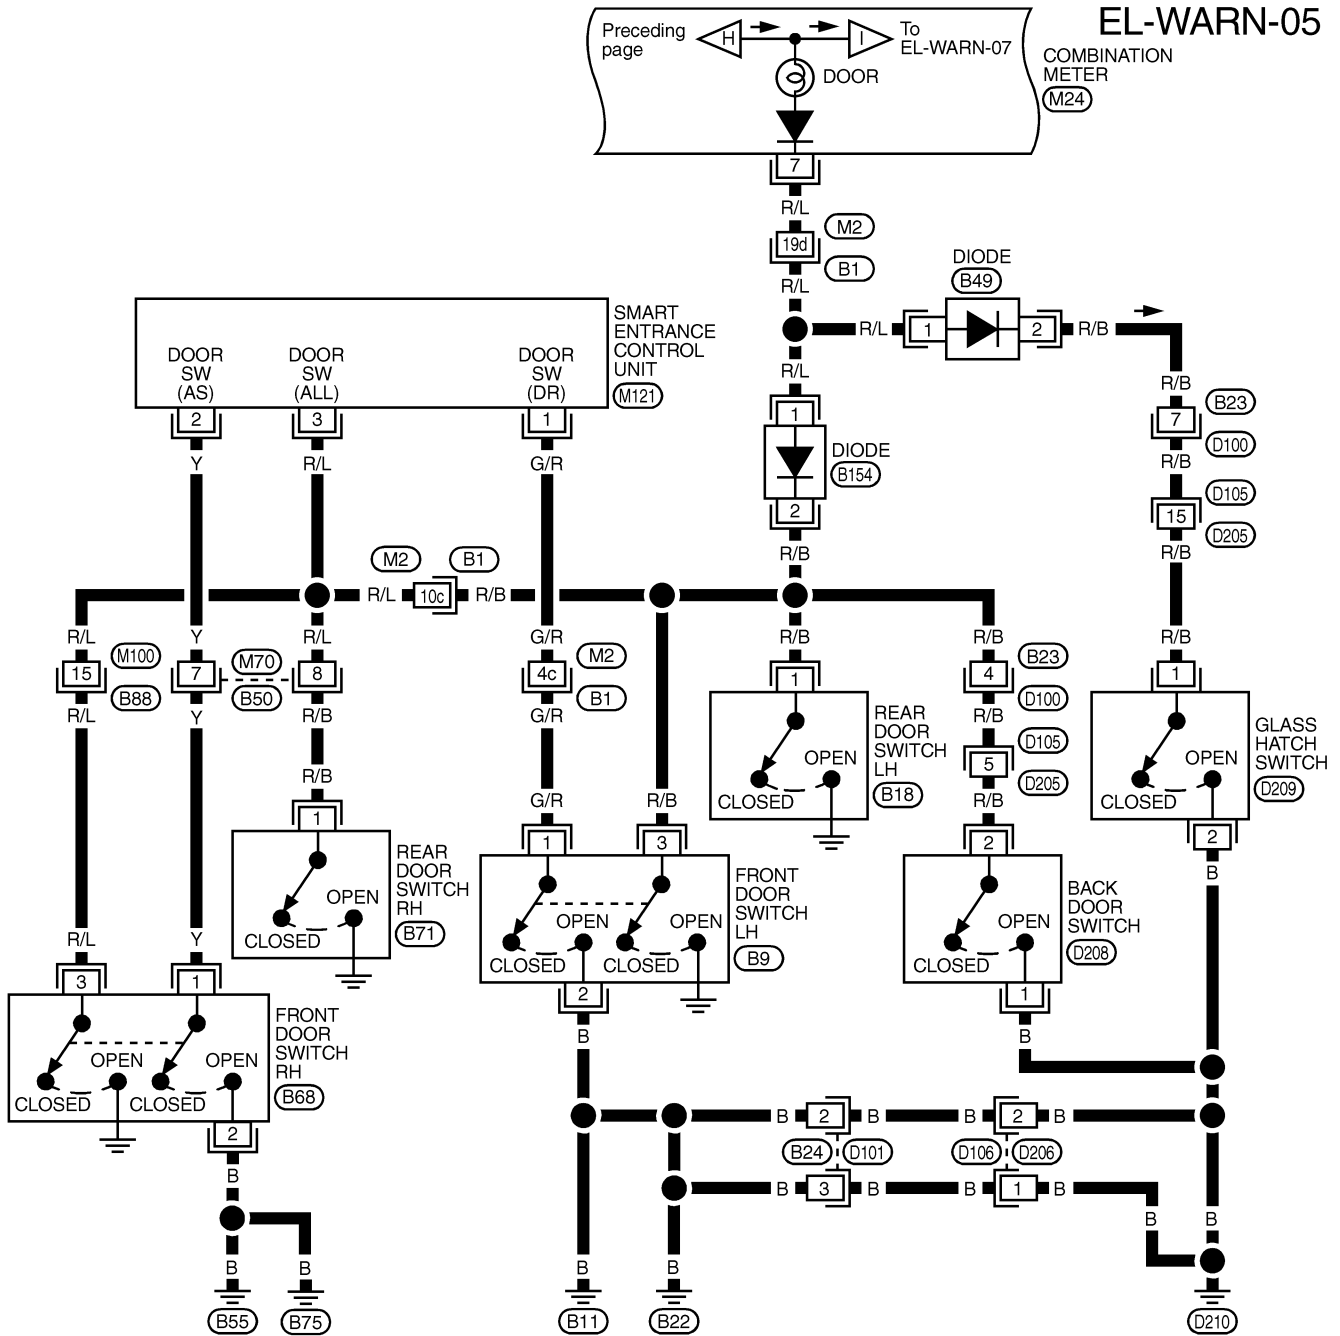 EL-WARN-05
Preceding
page
H
I
To
EL-WARN-07
DOOR
COMBINATION
METER
M24
7
R/L
19d
M2
B1
R/L
DIODE
B49
R/L
1
2
R/B
R/L
R/B
7
B23
D100
R/B
15
D105
D205
R/B
R/B
1
DIODE
B154
2
R/B
SMART
ENTRANCE
CONTROL
UNIT
M121
DOOR
SW
(AS)
DOOR
SW
(ALL)
DOOR
SW
(DR)
2
3
1
Y
R/L
G/R
M2
B1
R/L
10c
R/B
R/L
Y
R/L
G/R
R/B
R/B
15
M100
B88
7
M70
B50
8
4c
M2
B1
4
B23
D100
R/L
Y
R/B
G/R
R/B
5
D105
D205
R/B
R/B
G/R
R/B
1
OPEN
CLOSED
REAR
DOOR
SWITCH
LH
B18
1
OPEN
CLOSED
GLASS
HATCH
SWITCH
D209
2
B
1
OPEN
CLOSED
REAR
DOOR
SWITCH
RH
B71
1
3
OPEN
OPEN
CLOSED
CLOSED
FRONT
DOOR
SWITCH
LH
B9
2
B
2
OPEN
CLOSED
BACK
DOOR
SWITCH
D208
1
B
R/L
Y
3
1
OPEN
OPEN
CLOSED
CLOSED
FRONT
DOOR
SWITCH
RH
B68
2
B
B
2
B
B
2
B
B24
D101
D106
D206
B
3
B
B
1
B
B
B
B
B
B
B
B55
B75
B11
B22
D210